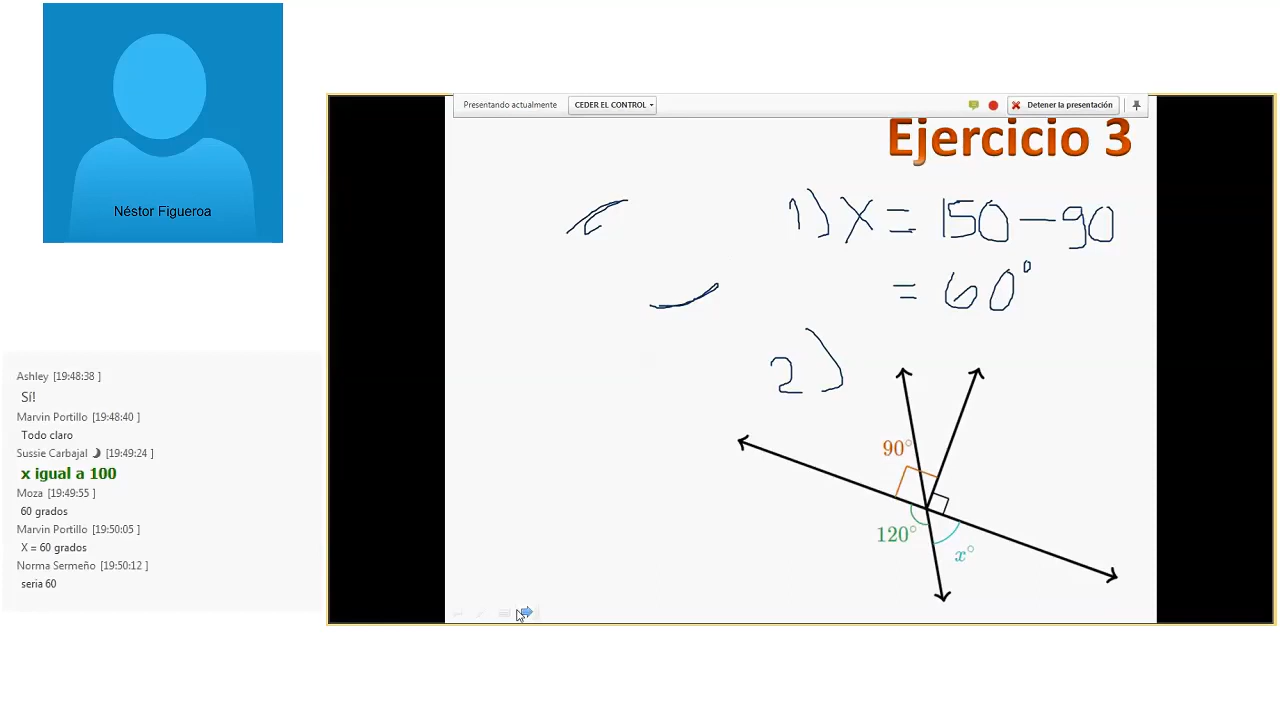 Néstor Figueroa
Ashley [19:48:38 ]
Sí!
Marvin Portillo [19:48:40 ]
Todo claro
Sussie Carbajal [19:49:24 ]
x igual a 100
Moza [19:49:55 ]
60 grados
Marvin Portillo [19:50:05 ]
X = 60 grados
Norma Sermeño [19:50:12 ]
seria 60
Presentando actualmente CEDER EL CONTROL Detener la presentación
Ejercicio 3
1) X = 150 - 90
= 60°
2)
90°
120°
x°